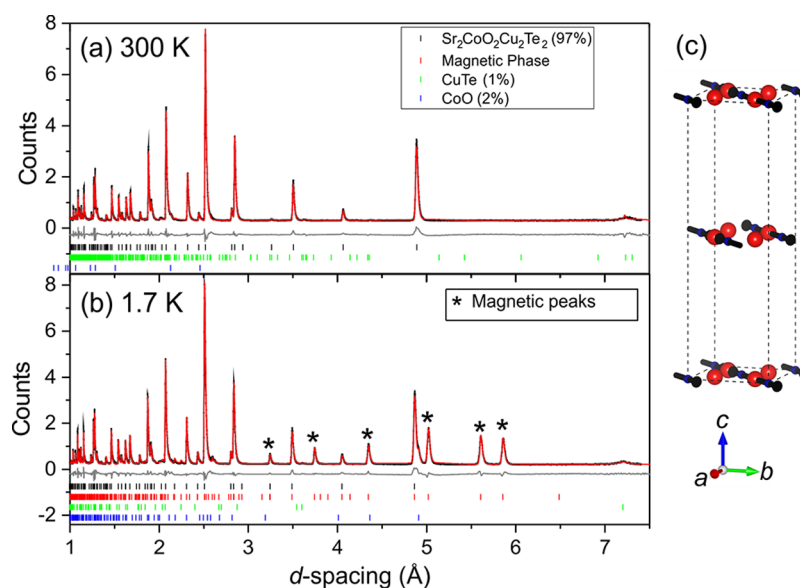 (a) 300 K
Sr₂CoO₂Cu₂Te₂ (97%)
Magnetic Phase
CuTe (1%)
CoO (2%)
Counts
8
6
4
2
0
(b) 1.7 K
* Magnetic peaks
* * * * * *
Counts
8
6
4
2
0
-2
1 2 3 4 5 6 7
d-spacing (Å)
(c)
c
a
b